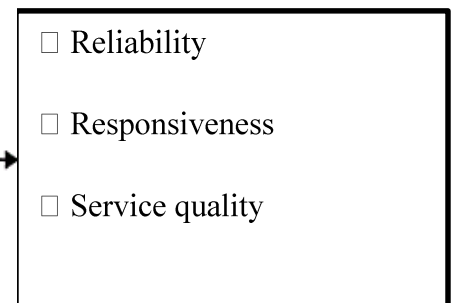 □ Reliability
□ Responsiveness
□ Service quality